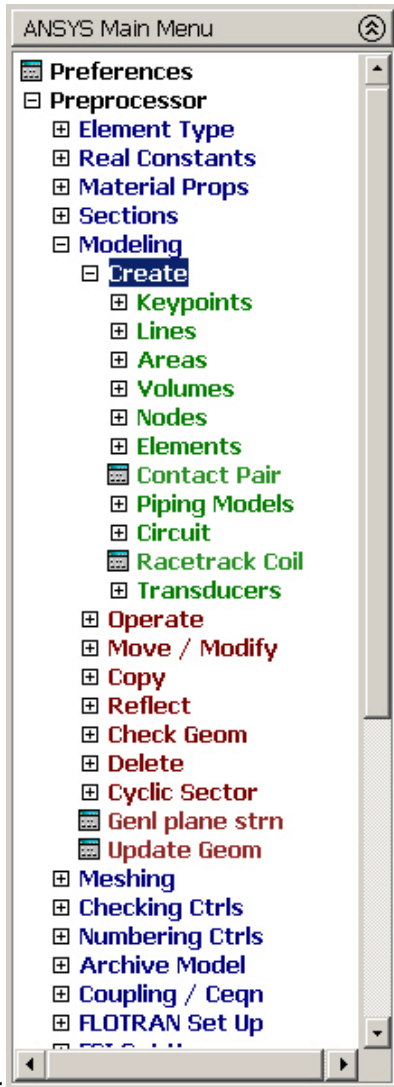 ANSYS Main Menu
Preferences
Preprocessor
Element Type
Real Constants
Material Props
Sections
Modeling
Create
Keypoints
Lines
Areas
Volumes
Nodes
Elements
Contact Pair
Piping Models
Circuit
Racetrack Coil
Transducers
Operate
Move / Modify
Copy
Reflect
Check Geom
Delete
Cyclic Sector
Genl plane strn
Update Geom
Meshing
Checking Ctrls
Numbering Ctrls
Archive Model
Coupling / Ceqn
FLOTRAN Set Up